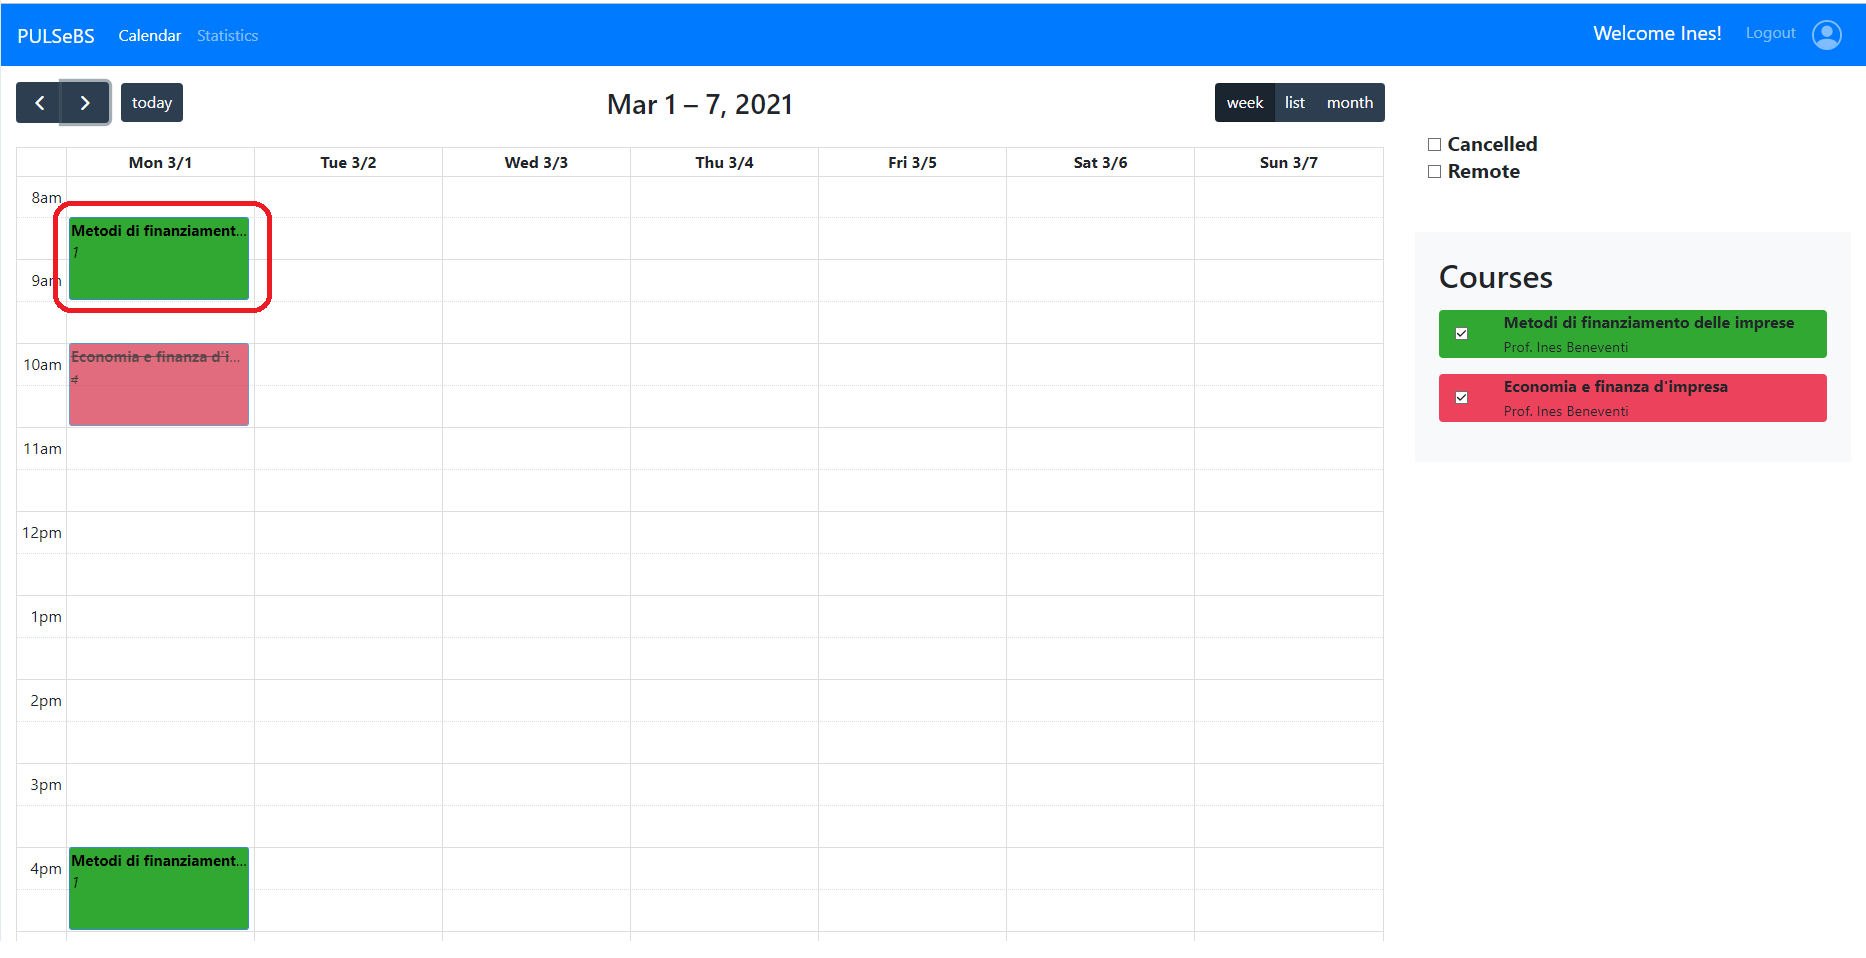 PULSeBS Calendar Statistics Welcome Ines! Logout
today Mar 1 – 7, 2021 week list month
Cancelled
Remote
Mon 3/1 Tue 3/2 Wed 3/3 Thu 3/4 Fri 3/5 Sat 3/6 Sun 3/7
8am
Metodi di finanziament...
1
9am
10am
Economia e finanza d'i...
4
11am
12pm
1pm
2pm
3pm
4pm
Metodi di finanziament...
1
Courses
Metodi di finanziamento delle imprese
Prof. Ines Beneventi
Economia e finanza d'impresa
Prof. Ines Beneventi